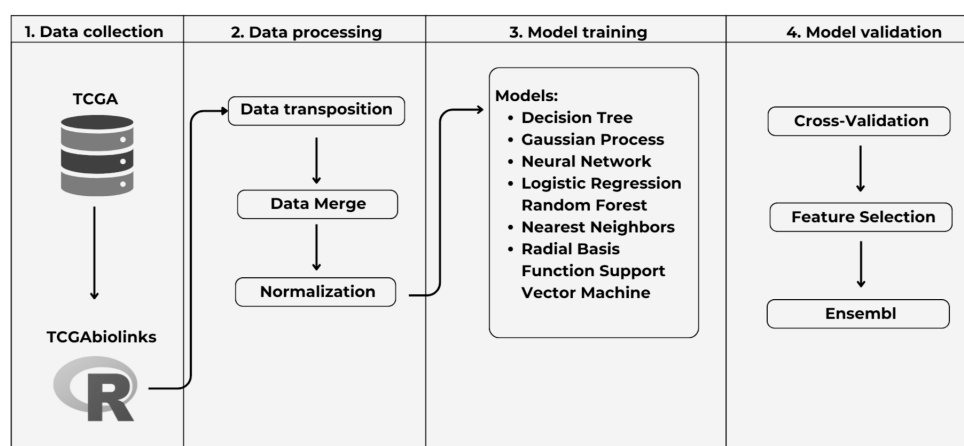 1. Data collection
2. Data processing
3. Model training
4. Model validation
TCGA
TCGAbiolinks
R
Data transposition
Data Merge
Normalization
Models:
• Decision Tree
• Gaussian Process
• Neural Network
• Logistic Regression
Random Forest
• Nearest Neighbors
• Radial Basis
Function Support
Vector Machine
Cross-Validation
Feature Selection
Ensembl